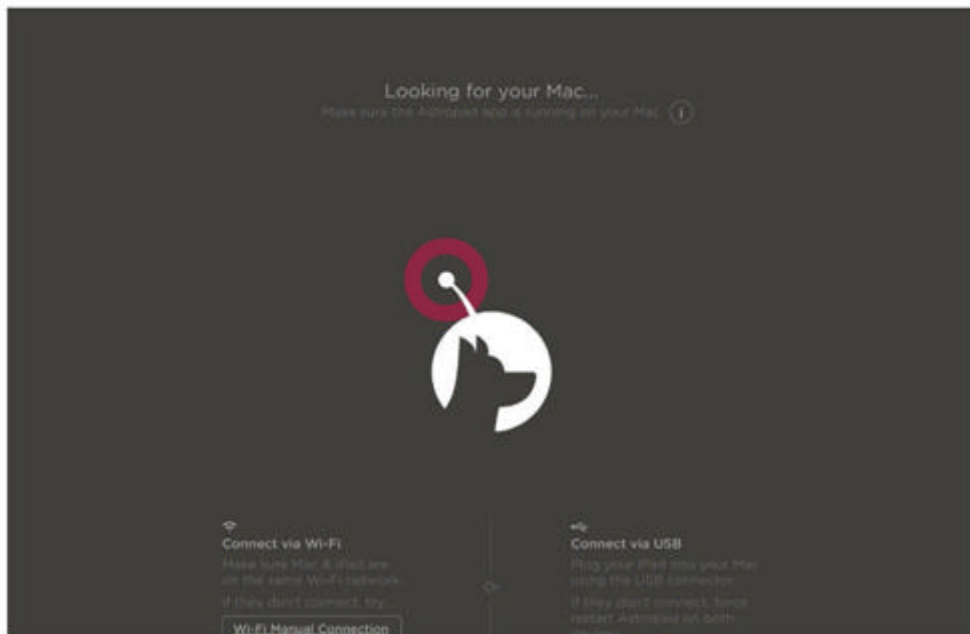 Looking for your Mac...
Make sure the Astropad app is running on your Mac i
Connect via Wi-Fi
Make sure Mac & iPad are
on the same Wi-Fi network.
If they don't connect, try:
Wi-Fi Manual Connection
Connect via USB
Plug your iPad into your Mac
using the USB connector.
If they don't connect, force
restart Astropad on both